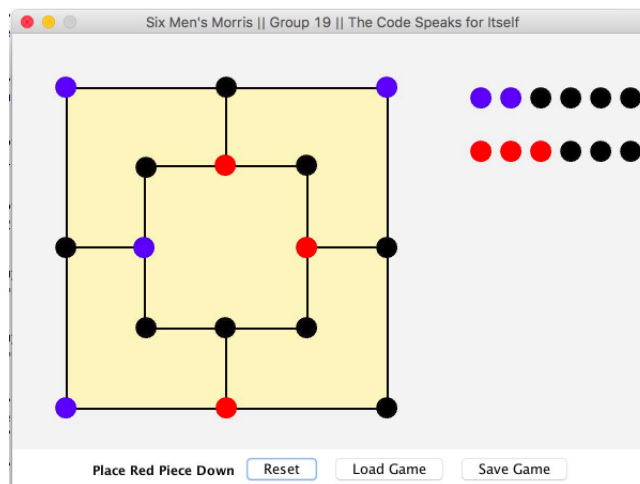 Six Men's Morris || Group 19 || The Code Speaks for Itself
Place Red Piece Down Reset Load Game Save Game